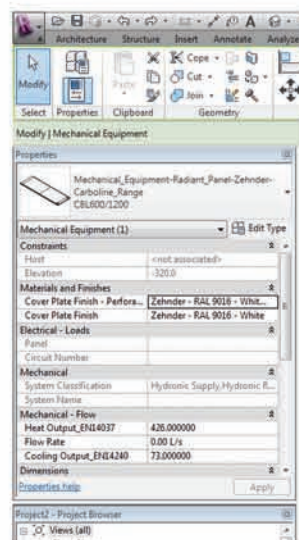 Architecture Structure Insert Annotate Analyze
Modify
Paste
Cope
Cut
Join
Select Properties Clipboard Geometry
Modify | Mechanical Equipment
Properties
Mechanical_Equipment-Radiant_Panel-Zehnder-
Carboline_Range
CBL600/1200
Mechanical Equipment (1) Edit Type
Constraints
Host <not associated>
Elevation -320.0
Materials and Finishes
Cover Plate Finish - Perfora... Zehnder - RAL 9016 - Whit...
Cover Plate Finish Zehnder - RAL 9016 - White
Electrical - Loads
Panel
Circuit Number
Mechanical
System Classification Hydronic Supply,Hydronic R...
System Name
Mechanical - Flow
Heat Output_EN14037 426.000000
Flow Rate 0.00 L/s
Cooling Output_EN14240 73.000000
Dimensions
Properties help Apply
Project2 - Project Browser
Views (all)